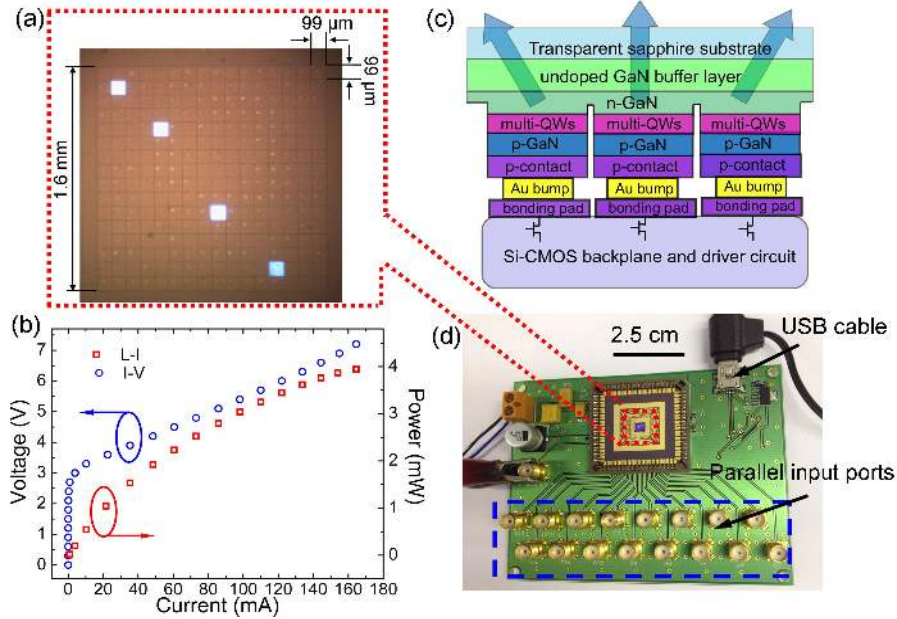 (a)
99 µm
99 µm
1.6 mm
(c)
Transparent sapphire substrate
undoped GaN buffer layer
n-GaN
multi-QWs multi-QWs multi-QWs
p-GaN p-GaN p-GaN
p-contact p-contact p-contact
Au bump Au bump Au bump
bonding pad bonding pad bonding pad
Si-CMOS backplane and driver circuit
(b)
L-I
I-V
Voltage (V)
7
6
5
4
3
2
1
0
Power (mW)
4
3
2
1
0
0 20 40 60 80 100 120 140 160 180
Current (mA)
(d)
2.5 cm
USB cable
Parallel input ports